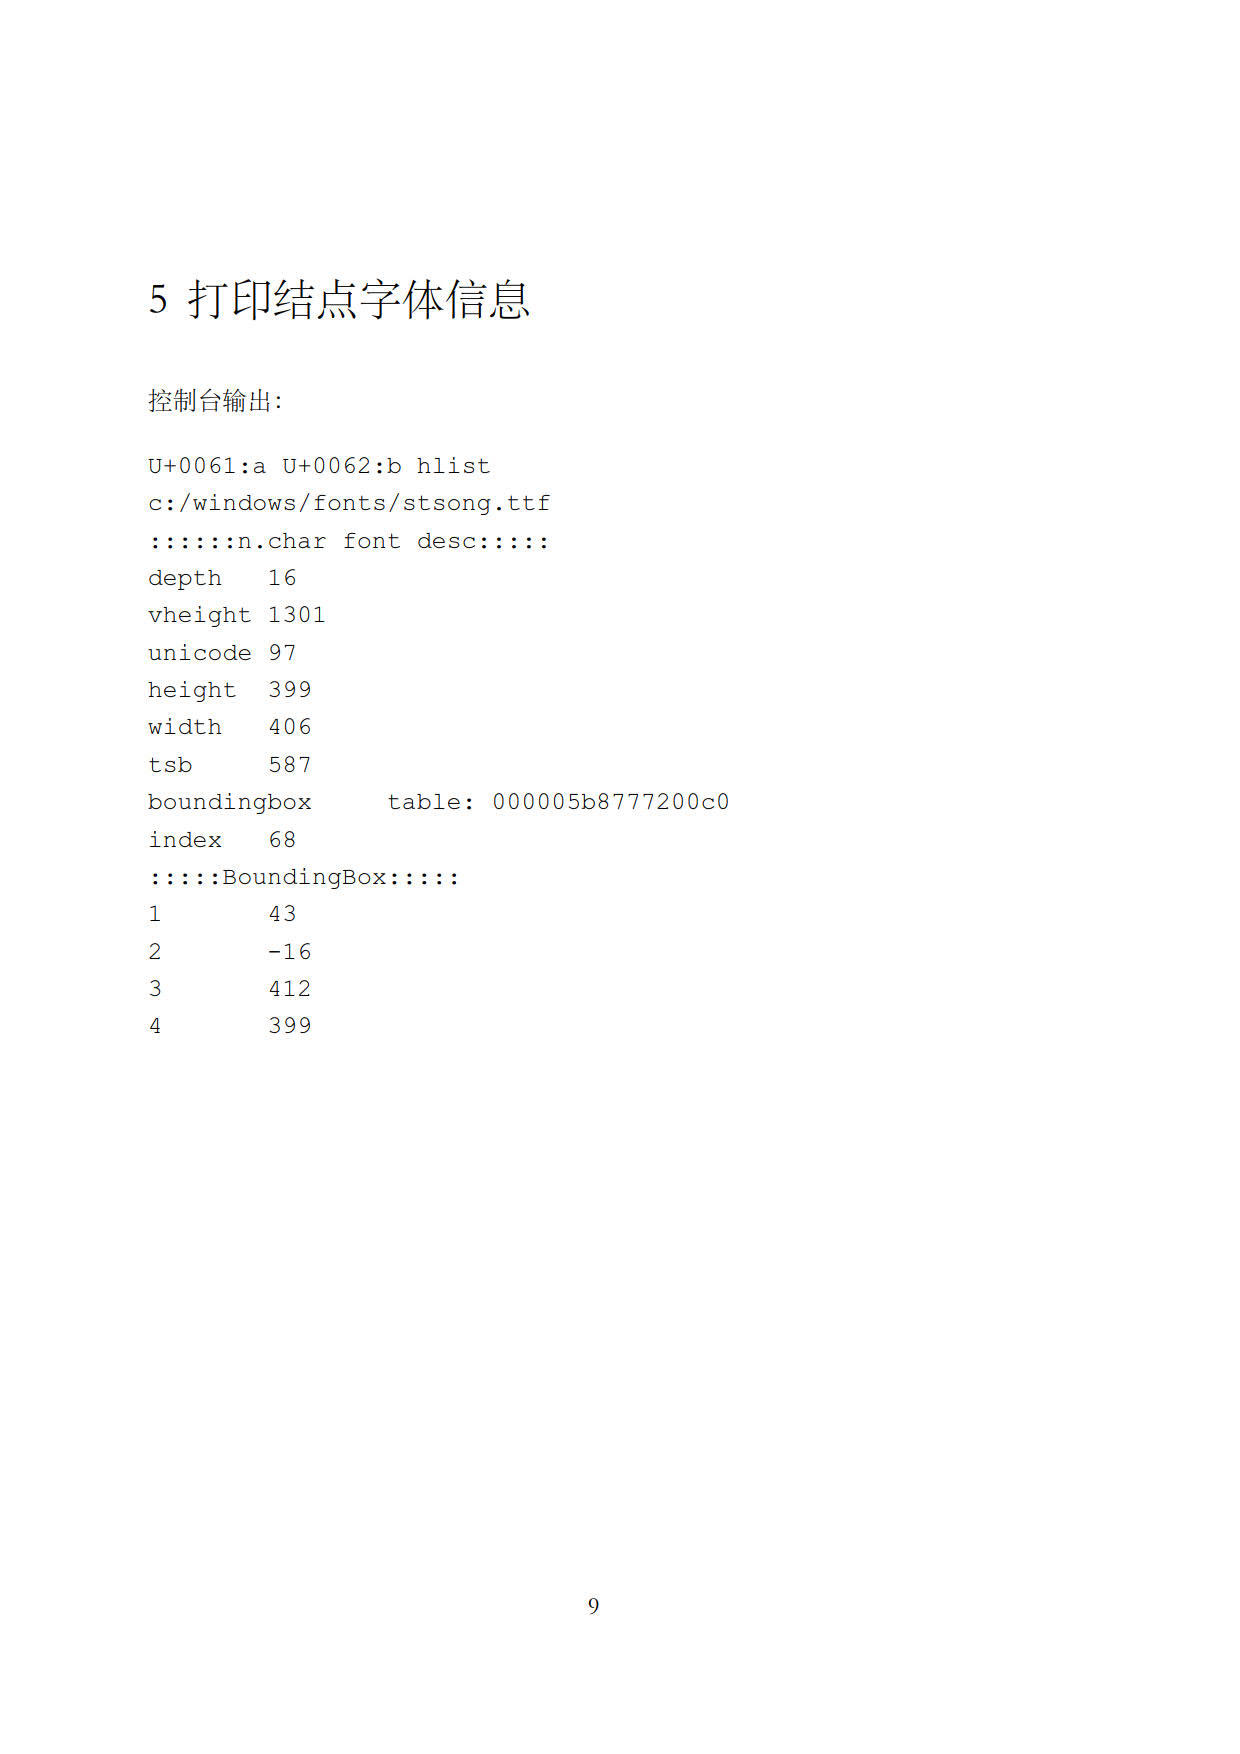 5 打印结点字体信息
控制台输出：
U+0061:a U+0062:b hlist
c:/windows/fonts/stsong.ttf
::::::n.char font desc:::::
depth   16
vheight 1301
unicode 97
height  399
width   406
tsb     587
boundingbox     table: 000005b8777200c0
index   68
:::::BoundingBox:::::
1       43
2       -16
3       412
4       399
9